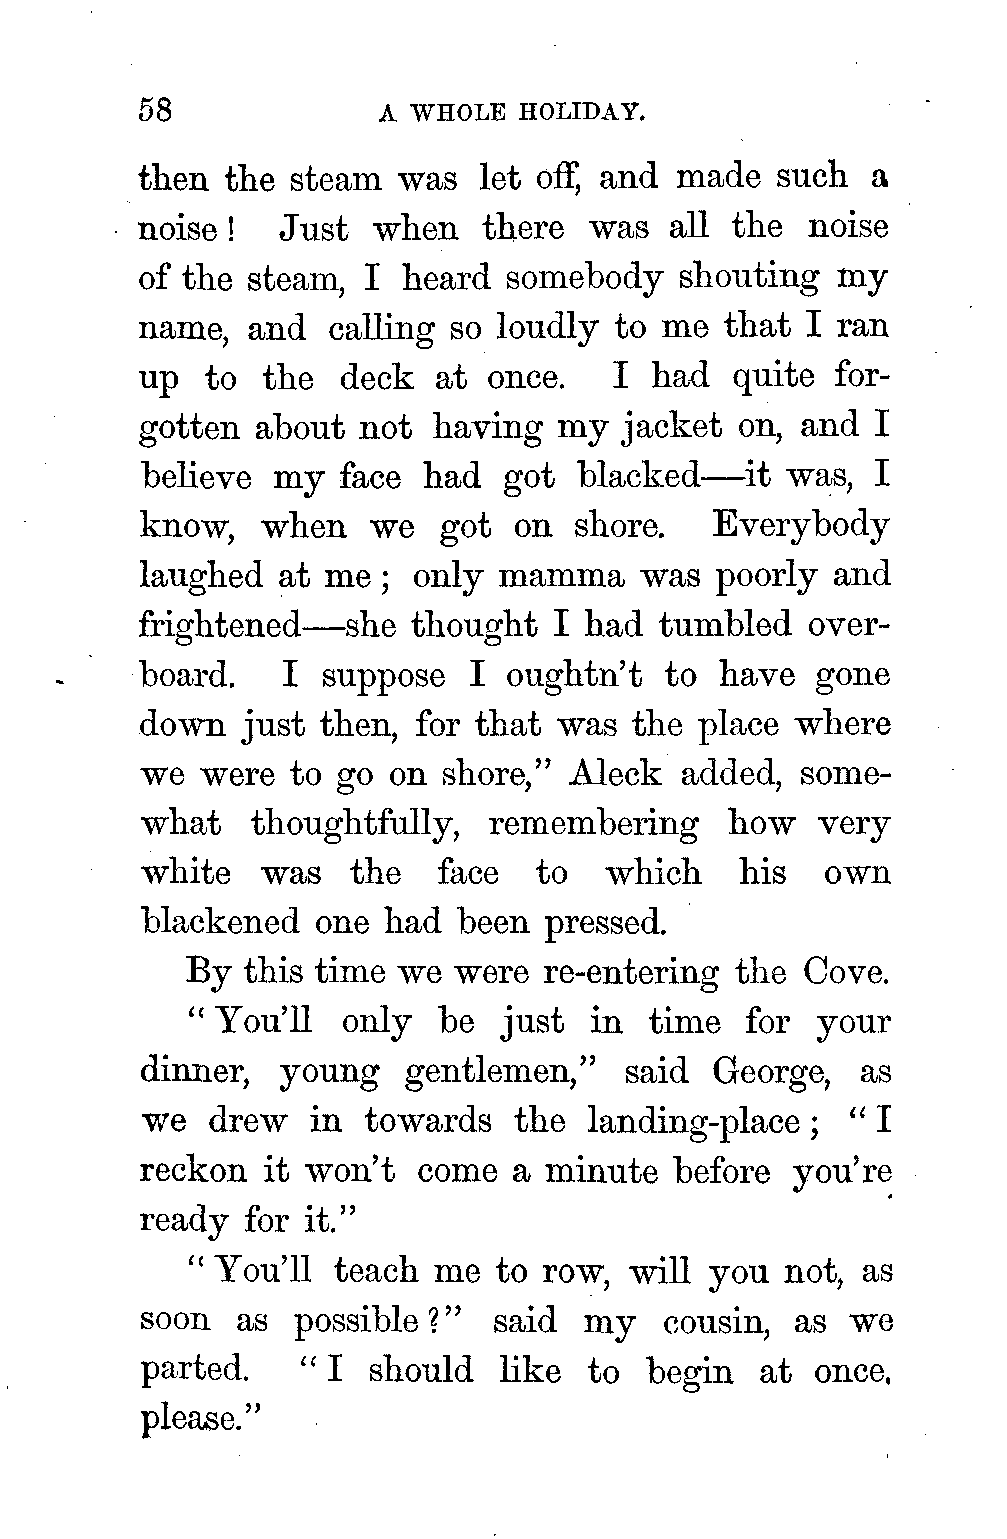 58 A WHOLE HOLIDAY.
then the steam was let off, and made such a
noise! Just when there was all the noise
of the steam, I heard somebody shouting my
name, and calling so loudly to me that I ran
up to the deck at once. I had quite for-
gotten about not having my jacket on, and I
believe my face had got blacked—it was, I
know, when we got on shore. Everybody
laughed at me; only mamma was poorly and
frightened—she thought I had tumbled over-
board. I suppose I oughtn't to have gone
down just then, for that was the place where
we were to go on shore," Aleck added, some-
what thoughtfully, remembering how very
white was the face to which his own
blackened one had been pressed.
By this time we were re-entering the Cove.
"You'll only be just in time for your
dinner, young gentlemen," said George, as
we drew in towards the landing-place; "I
reckon it won't come a minute before you're
ready for it."
"You'll teach me to row, will you not, as
soon as possible?" said my cousin, as we
parted. "I should like to begin at once,
please."